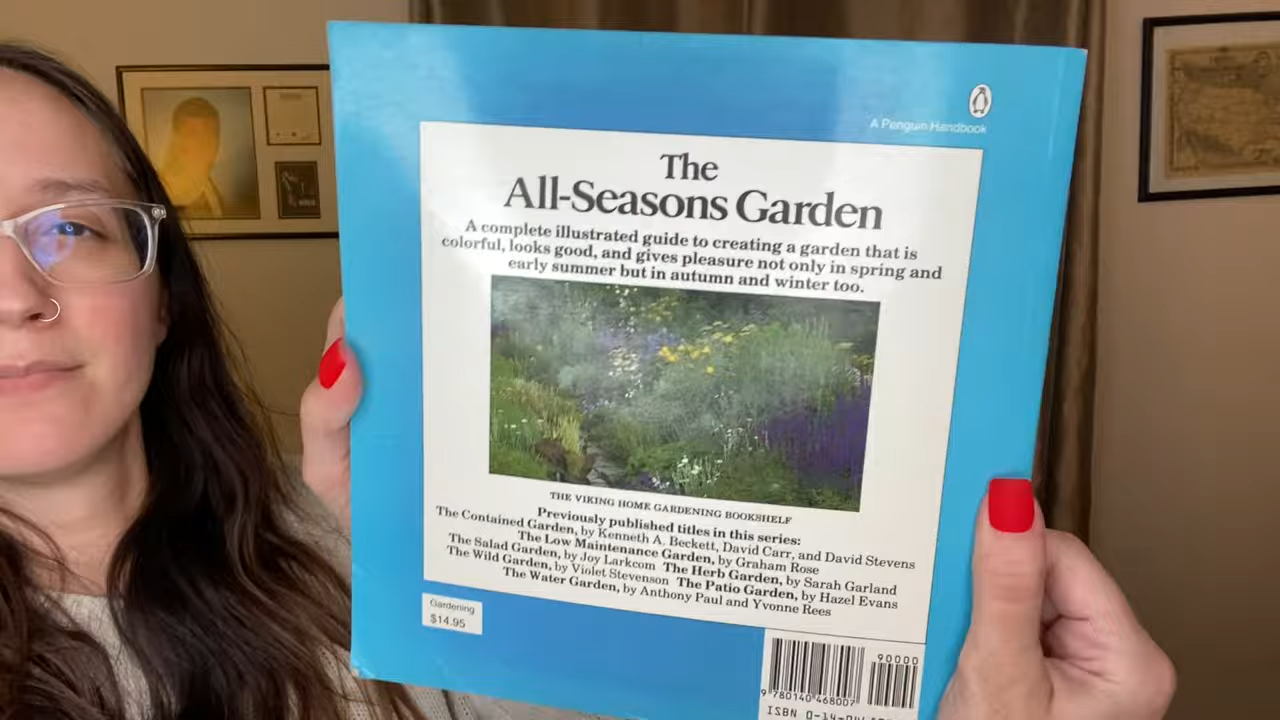 A Penguin Handbook
The
All-Seasons Garden
A complete illustrated guide to creating a garden that is
colorful, looks good, and gives pleasure not only in spring and
early summer but in autumn and winter too.
THE VIKING HOME GARDENING BOOKSHELF
Previously published titles in this series:
The Contained Garden, by Kenneth A. Beckett, David Carr, and David Stevens
The Low Maintenance Garden, by Graham Rose
The Salad Garden, by Joy Larkcom The Herb Garden, by Sarah Garland
The Wild Garden, by Violet Stevenson The Patio Garden, by Hazel Evans
The Water Garden, by Anthony Paul and Yvonne Rees
Gardening
$14.95
90000
9 780140 468007
ISBN